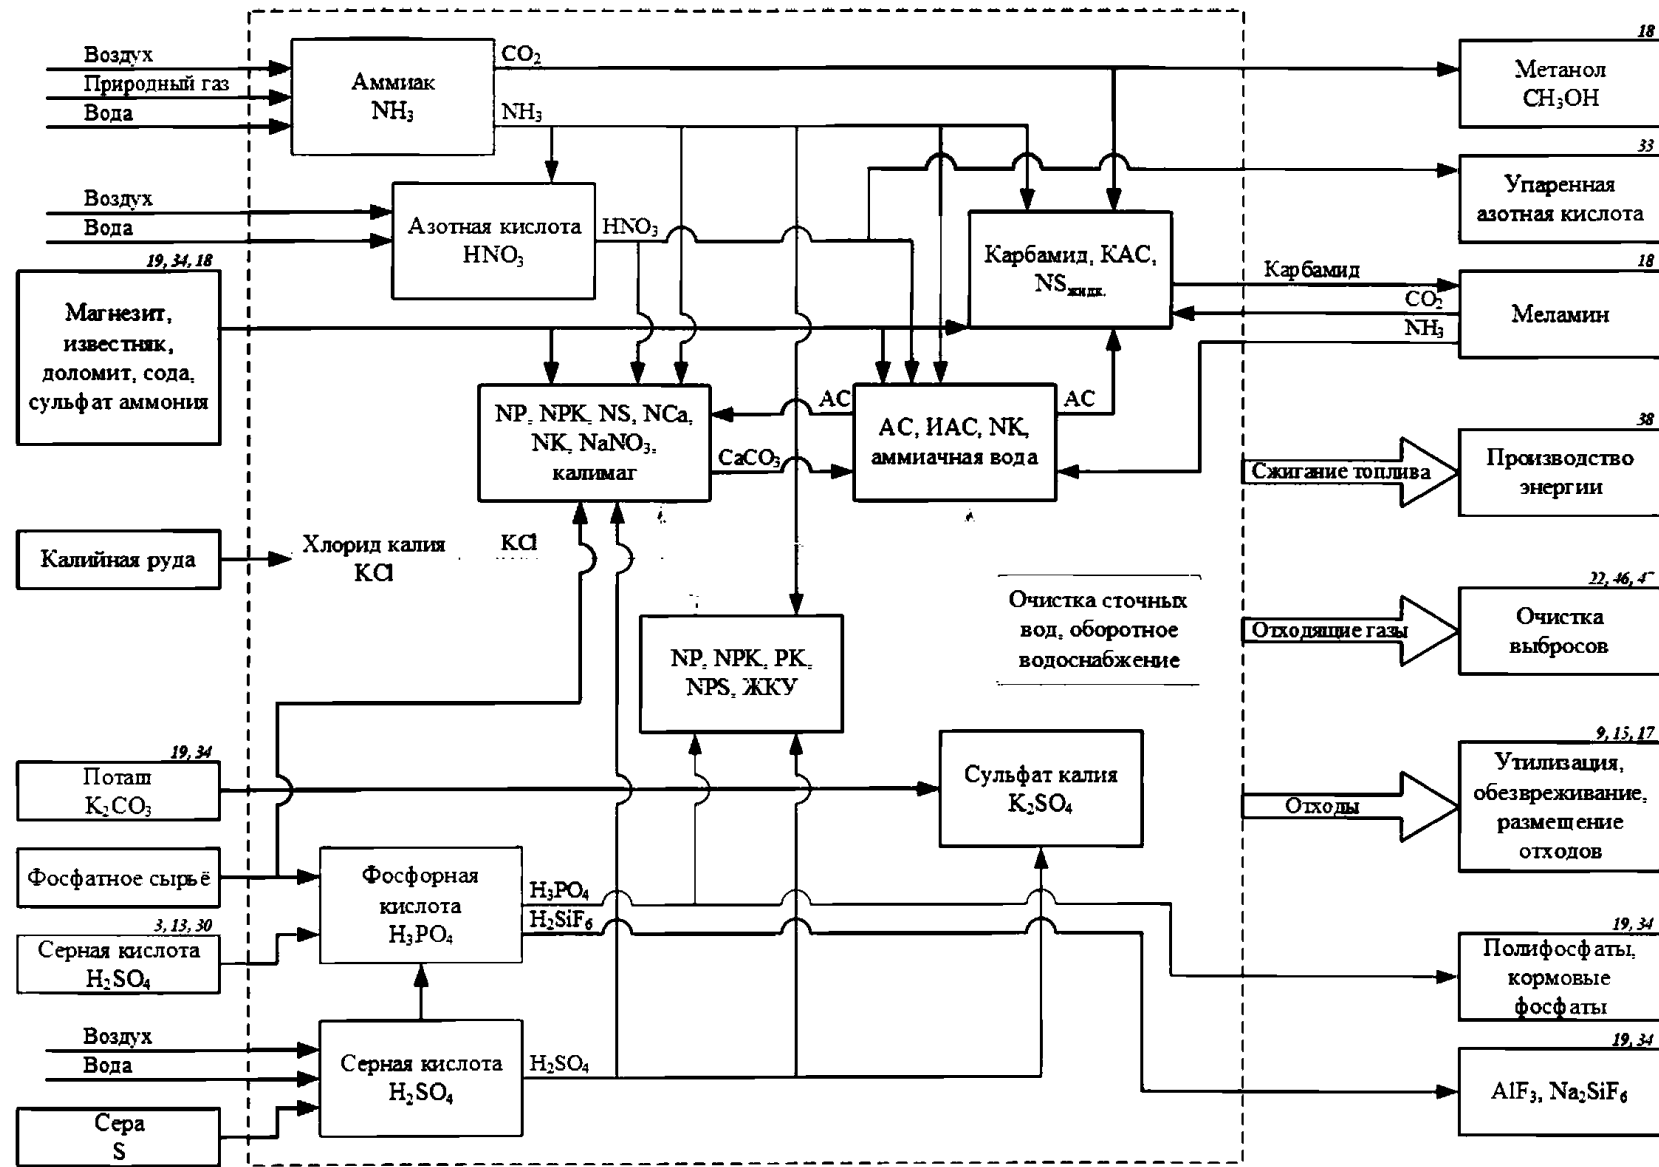 Воздух
Природный газ
Вода
Аммиак
NH₃
CO₂
NH₃
18
Метанол
CH₃OH
Воздух
Вода
Азотная кислота
HNO₃
HNO₃
33
Упаренная
азотная кислота
19, 34, 18
Магнезит,
известняк,
доломит, сода,
сульфат аммония
Карбамид, КАС,
NSжидк.
Карбамид
CO₂
NH₃
18
Меламин
NP, NPK, NS, NCa,
NK, NaNO₃,
калимаг
АС
CaCO₃
АС, ИАС, NK,
аммиачная вода
АС
Сжигание топлива
38
Производство
энергии
Калийная руда
Хлорид калия
KCl
KCl
Очистка сточных
вод, оборотное
водоснабжение
Отходящие газы
Очистка
выбросов
NP, NPK, PK,
NPS, ЖКУ
19, 34
Поташ
K₂CO₃
Сульфат калия
K₂SO₄
Отходы
9, 15, 17
Утилизация,
обезвреживание,
размещение
отходов
Фосфатное сырьё
Фосфорная
кислота
H₃PO₄
H₃PO₄
H₂SiF₆
3, 13, 30
Серная кислота
H₂SO₄
19, 34
Полифосфаты,
кормовые
фосфаты
Воздух
Вода
Серная кислота
H₂SO₄
H₂SO₄
19, 34
AlF₃, Na₂SiF₆
Сера
S